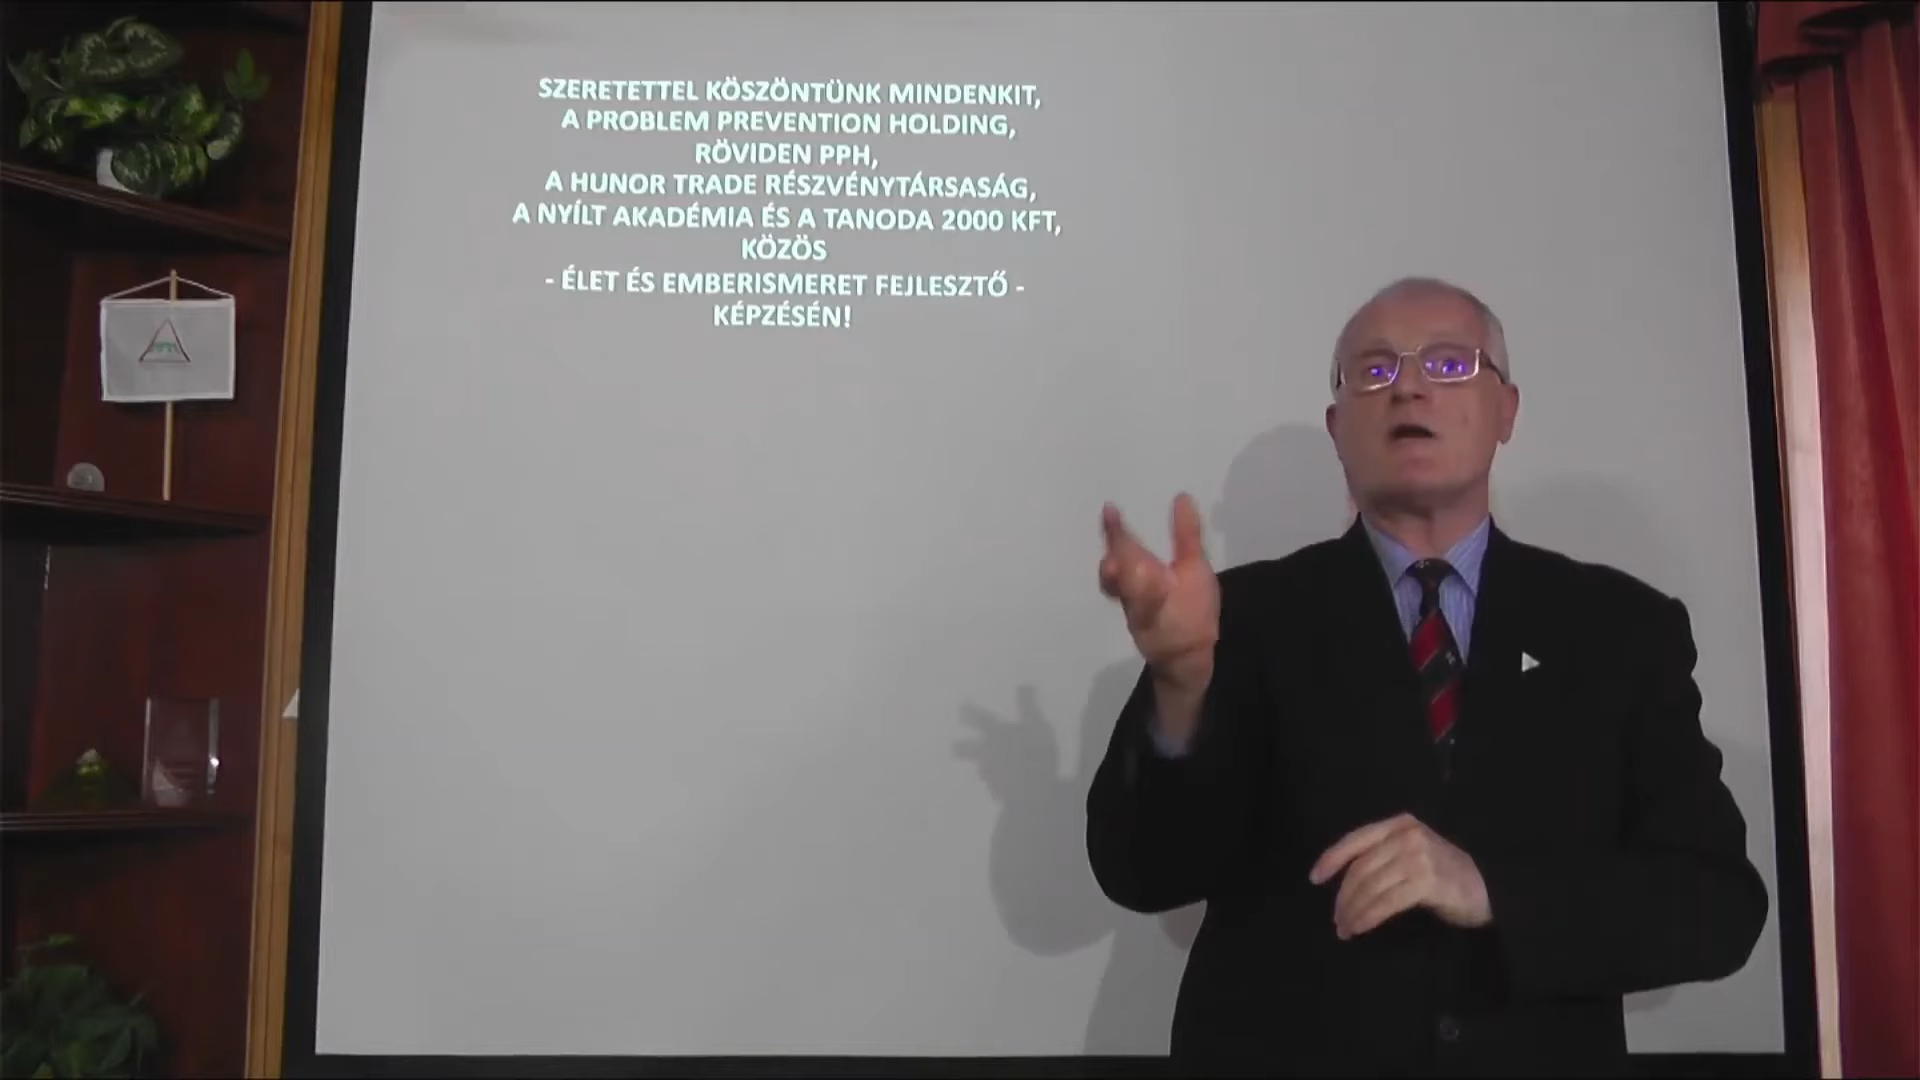 SZERETETTEL KÖSZÖNTÜNK MINDENKIT,
A PROBLEM PREVENTION HOLDING,
RÖVIDEN PPH,
A HUNOR TRADE RÉSZVÉNYTÁRSASÁG,
A NYÍLT AKADÉMIA ÉS A TANODA 2000 KFT,
KÖZÖS
- ÉLET ÉS EMBERISMERET FEJLESZTŐ -
KÉPZÉSÉN!